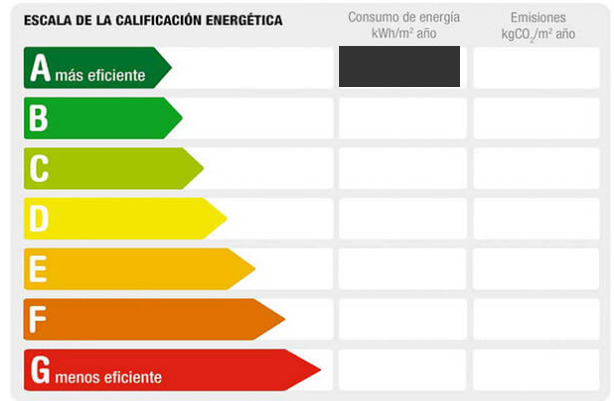 ESCALA DE LA CALIFICACIÓN ENERGÉTICA
Consumo de energía
kWh/m² año
Emisiones
kgCO₂/m² año
A más eficiente
B
C
D
E
F
G menos eficiente